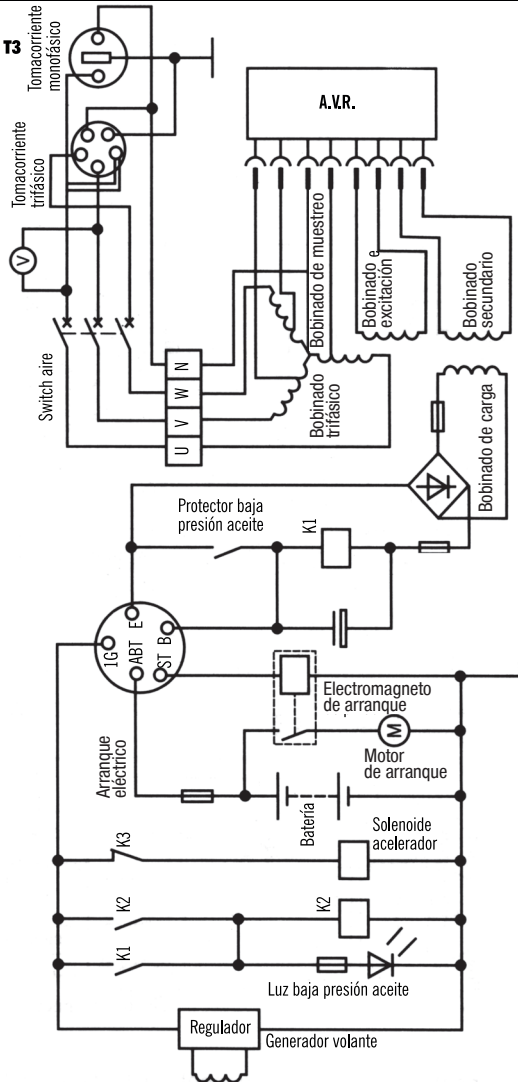 T3
Tomacorriente
monofásico
A.V.R.
Tomacorriente
trifásico
V
Bobinado de muestreo
Bobinado e
excitación
Bobinado
secundario
Switch aire
N
W
V
U
Bobinado
trifásico
Bobinado de carga
Protector baja
presión aceite
K1
E
B
1G
ABT
ST
Electromagneto
de arranque
M
Motor
de arranque
Arranque
eléctrico
Batería
K3
Solenoide
acelerador
K2
K2
K1
Luz baja presión aceite
Regulador
Generador volante